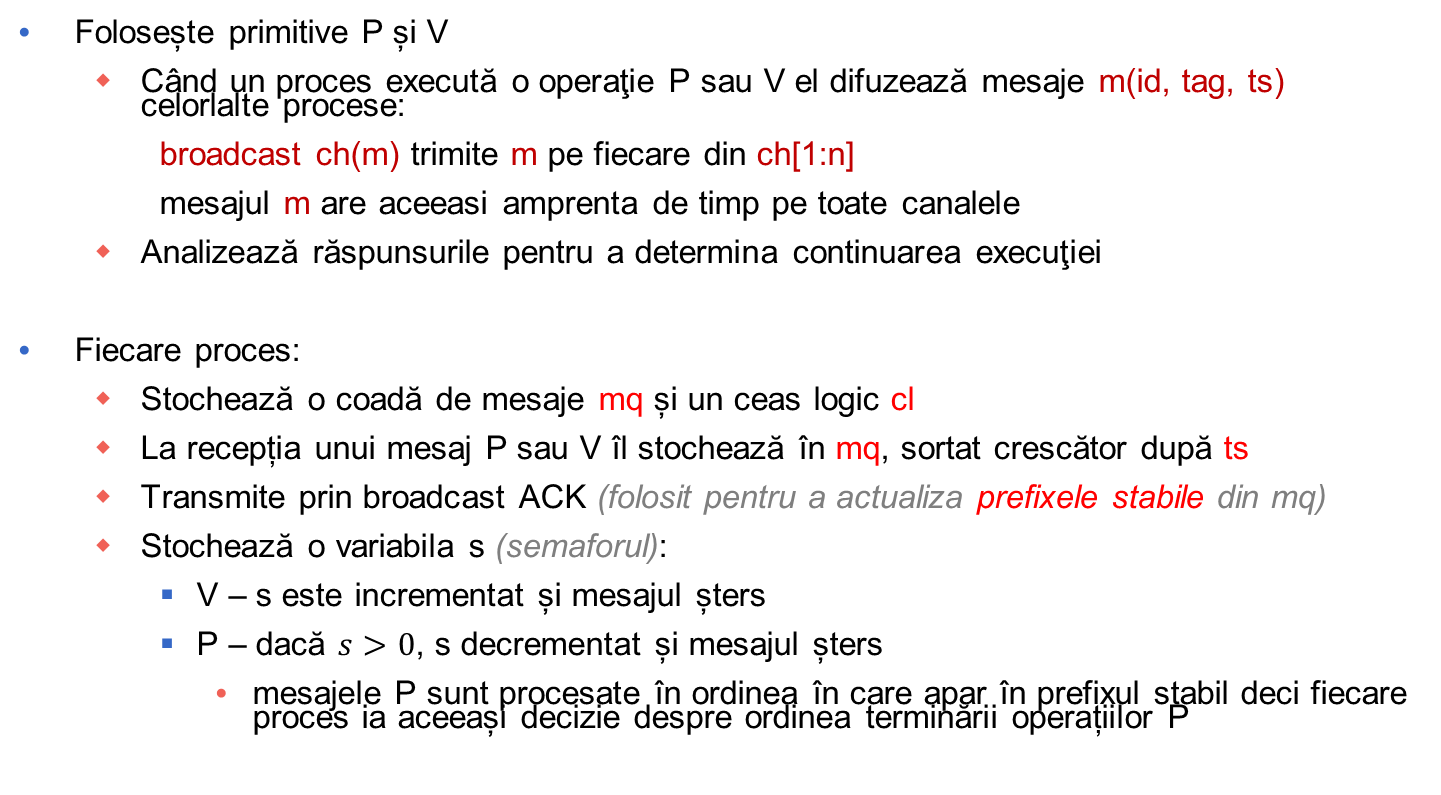 • Folosește primitive P și V
◆ Când un proces execută o operaţie P sau V el difuzează mesaje m(id, tag, ts)
celorlalte procese:
broadcast ch(m) trimite m pe fiecare din ch[1:n]
mesajul m are aceeasi amprenta de timp pe toate canalele
◆ Analizează răspunsurile pentru a determina continuarea execuţiei
• Fiecare proces:
◆ Stochează o coadă de mesaje mq și un ceas logic cl
◆ La recepția unui mesaj P sau V îl stochează în mq, sortat crescător după ts
◆ Transmite prin broadcast ACK (folosit pentru a actualiza prefixele stabile din mq)
◆ Stochează o variabila s (semaforul):
▪ V – s este incrementat și mesajul șters
▪ P – dacă s > 0, s decrementat și mesajul șters
• mesajele P sunt procesate în ordinea în care apar în prefixul stabil deci fiecare
proces ia aceeași decizie despre ordinea terminării operațiilor P